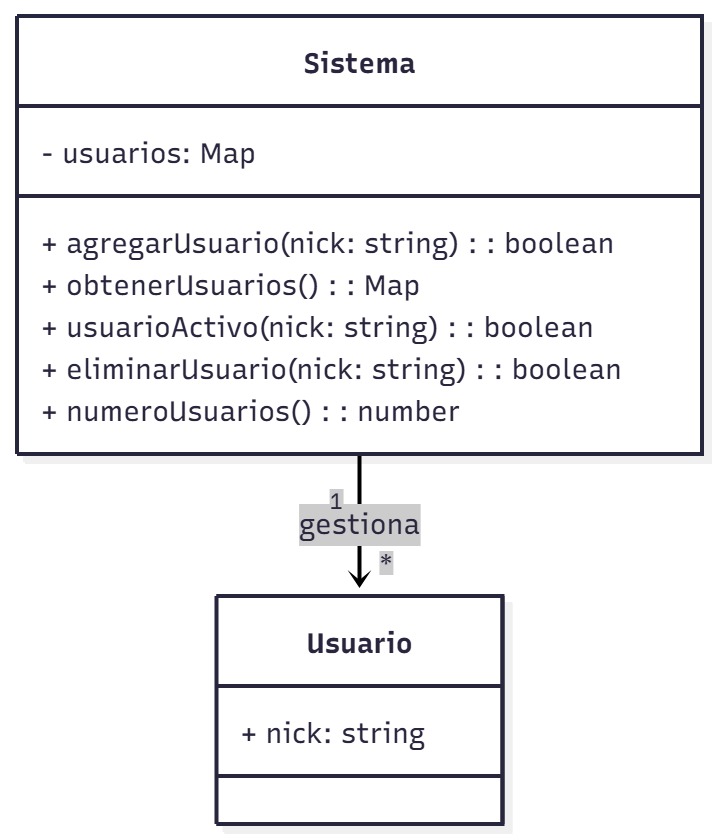 Sistema
- usuarios: Map
+ agregarUsuario(nick: string) : : boolean
+ obtenerUsuarios() : : Map
+ usuarioActivo(nick: string) : : boolean
+ eliminarUsuario(nick: string) : : boolean
+ numeroUsuarios() : : number
1
gestiona
*
Usuario
+ nick: string